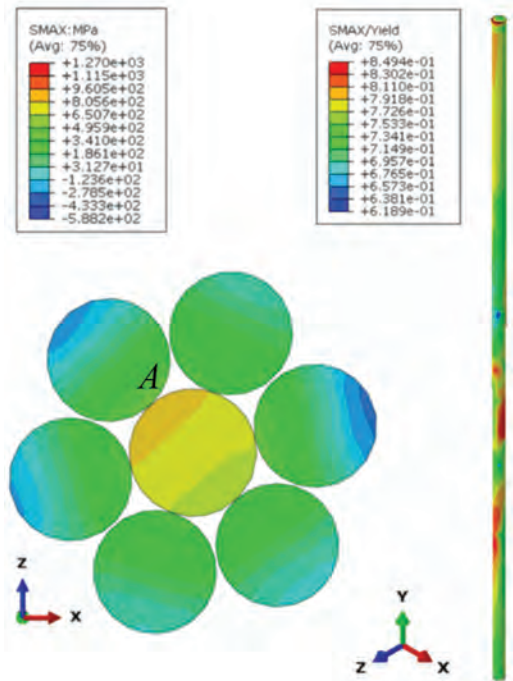 SMAX:MPa
(Avg: 75%)
+1.270e+03
+1.115e+03
+9.605e+02
+8.056e+02
+6.507e+02
+4.959e+02
+3.410e+02
+1.861e+02
+3.127e+01
-1.236e+02
-2.785e+02
-4.333e+02
-5.882e+02
SMAX/Yield
(Avg: 75%)
+8.494e-01
+8.302e-01
+8.110e-01
+7.918e-01
+7.726e-01
+7.533e-01
+7.341e-01
+7.149e-01
+6.957e-01
+6.765e-01
+6.573e-01
+6.381e-01
+6.189e-01
A
Z
X
Y
Z
X